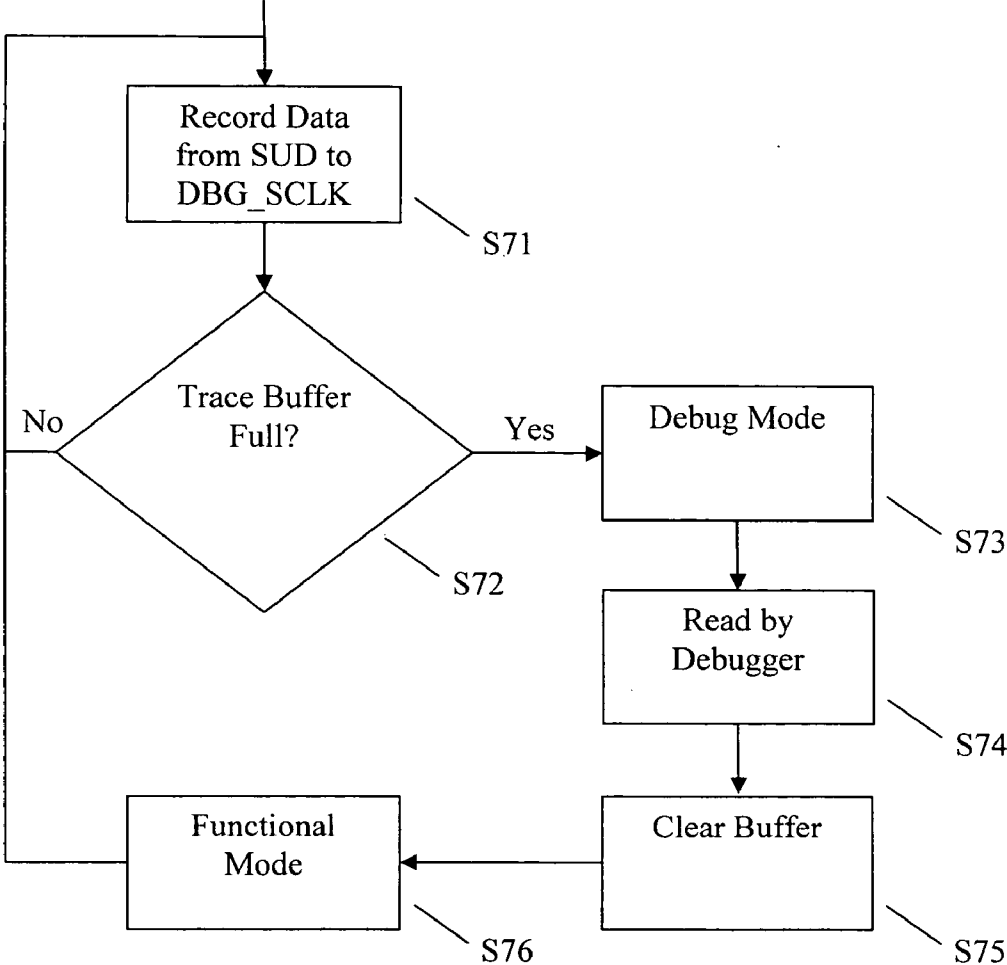 Record Data
from SUD to
DBG_SCLK
S71
Trace Buffer
Full?
No
Yes
S72
Debug Mode
S73
Read by
Debugger
S74
Clear Buffer
S75
Functional
Mode
S76